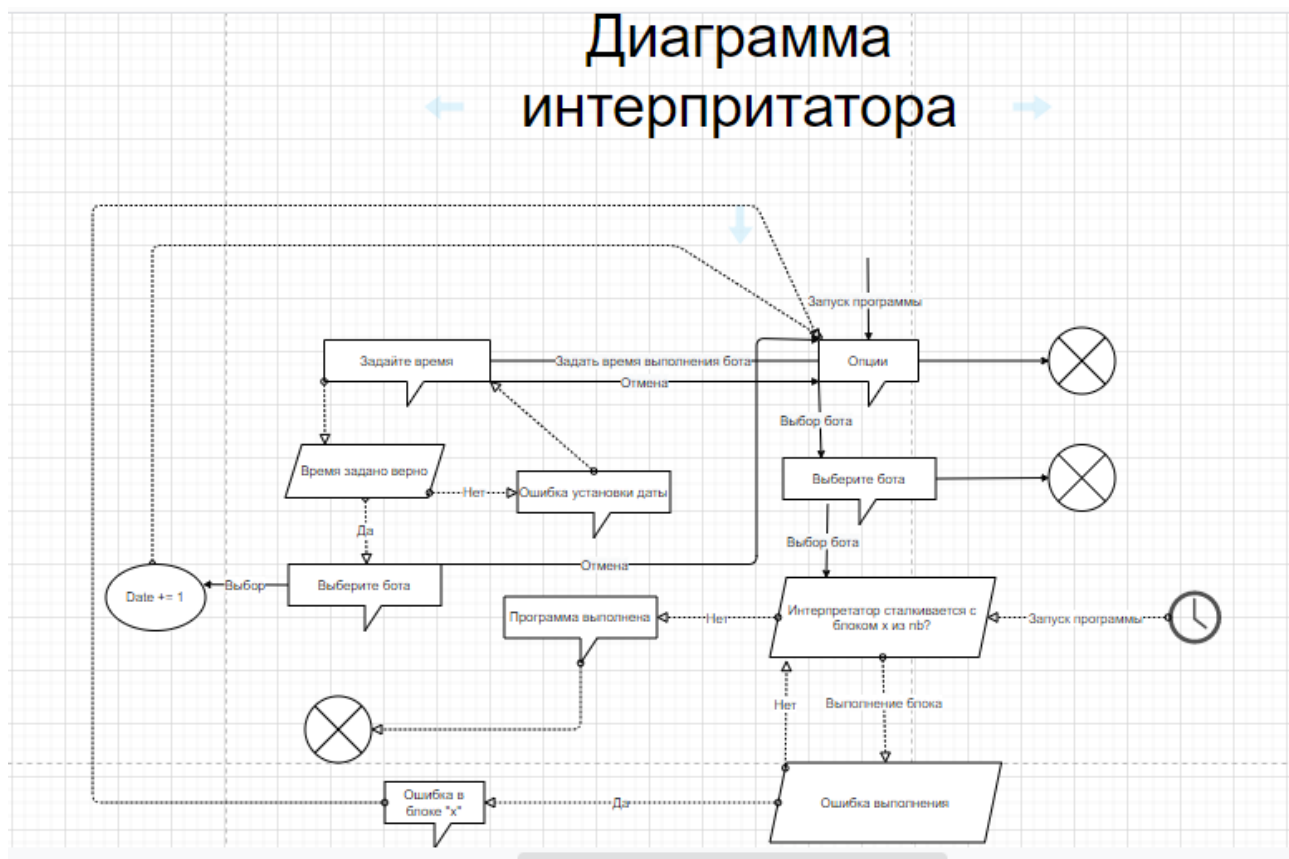 Диаграмма
интерпритатора
Запуск программы
Задайте время
Задать время выполнения бота
Опции
Отмена
Выбор бота
Время задано верно
Нет
Ошибка установки даты
Выберите бота
Да
Выбор бота
Отмена
Date += 1
Выбор
Выберите бота
Программа выполнена
Нет
Интерпретатор сталкивается с
блоком x из nb?
Запуск программы
Нет
Выполнение блока
Ошибка в
блоке "x"
Да
Ошибка выполнения